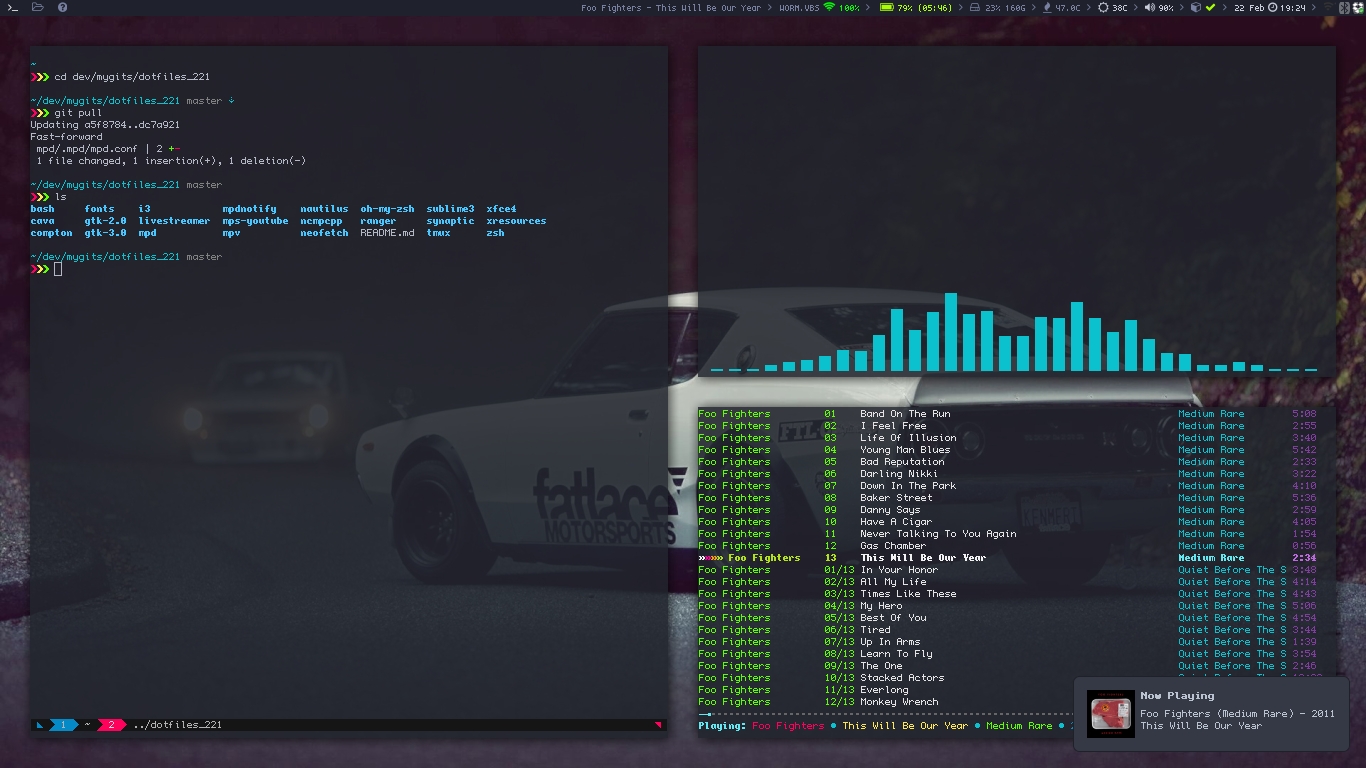 Foo Fighters - This Will Be Our Year > WORM.VBS 100% > 79% (05:46) > 23% 160G > 47.0C > 38C > 90% > > 22 Feb 19:24 >
~
>>> cd dev/mygits/dotfiles_221
~/dev/mygits/dotfiles_221 master ↓
>>> git pull
Updating a5f8784..dc7a921
Fast-forward
mpd/.mpd/mpd.conf | 2 +-
1 file changed, 1 insertion(+), 1 deletion(-)
~/dev/mygits/dotfiles_221 master
>>> ls
bash fonts i3 mpdnotify nautilus oh-my-zsh sublime3 xfce4
cava gtk-2.0 livestreamer mps-youtube ncmpcpp ranger synaptic xresources
compton gtk-3.0 mpd mpv neofetch README.md tmux zsh
~/dev/mygits/dotfiles_221 master
>>>
1 ~ 2 ../dotfiles_221
fatlace
MOTORSPORTS
KENMERT
Foo Fighters 01 Band On The Run Medium Rare 5:08
Foo Fighters 02 I Feel Free Medium Rare 2:55
Foo Fighters 03 Life Of Illusion Medium Rare 3:40
Foo Fighters 04 Young Man Blues Medium Rare 5:42
Foo Fighters 05 Bad Reputation Medium Rare 2:33
Foo Fighters 06 Darling Nikki Medium Rare 3:22
Foo Fighters 07 Down In The Park Medium Rare 4:10
Foo Fighters 08 Baker Street Medium Rare 5:36
Foo Fighters 09 Danny Says Medium Rare 2:59
Foo Fighters 10 Have A Cigar Medium Rare 4:05
Foo Fighters 11 Never Talking To You Again Medium Rare 1:54
Foo Fighters 12 Gas Chamber Medium Rare 0:56
»»»» Foo Fighters 13 This Will Be Our Year Medium Rare 2:34
Foo Fighters 01/13 In Your Honor Quiet Before The S 3:48
Foo Fighters 02/13 All My Life Quiet Before The S 4:14
Foo Fighters 03/13 Times Like These Quiet Before The S 4:43
Foo Fighters 04/13 My Hero Quiet Before The S 5:06
Foo Fighters 05/13 Best Of You Quiet Before The S 4:54
Foo Fighters 06/13 Tired Quiet Before The S 3:44
Foo Fighters 07/13 Up In Arms Quiet Before The S 1:39
Foo Fighters 08/13 Learn To Fly Quiet Before The S 3:54
Foo Fighters 09/13 The One Quiet Before The S 2:46
Foo Fighters 10/13 Stacked Actors
Foo Fighters 11/13 Everlong
Foo Fighters 12/13 Monkey Wrench
Playing: Foo Fighters • This Will Be Our Year • Medium Rare •
Now Playing
Foo Fighters (Medium Rare) - 2011
This Will Be Our Year